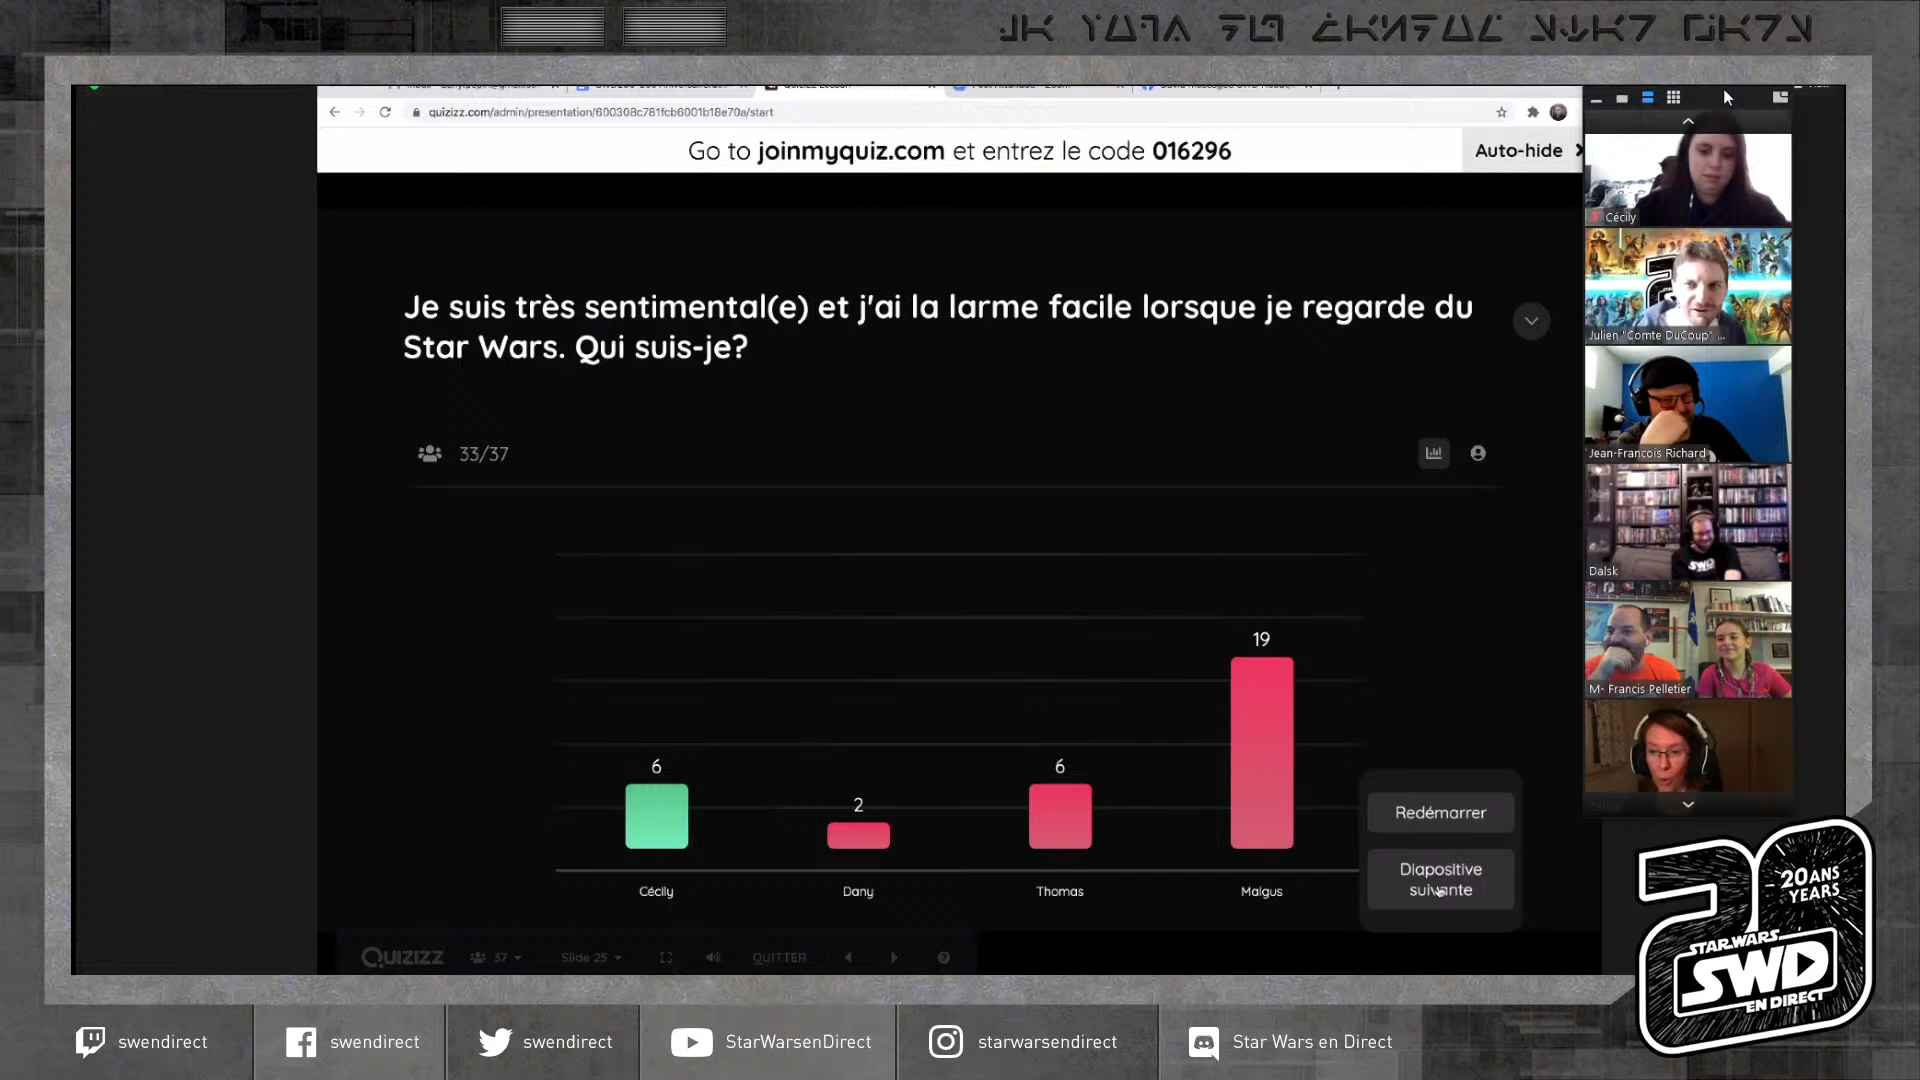 quizizz.com/admin/presentation/600308c781fcb6001b18e70a/start
Go to joinmyquiz.com et entrez le code 016296
Auto-hide
Je suis très sentimental(e) et j'ai la larme facile lorsque je regarde du
Star Wars. Qui suis-je?
33/37
6
2
6
19
Cécily
Dany
Thomas
Malgus
Redémarrer
Diapositive
suivante
QUIZIZZ
37
Slide 25
QUITTER
Cécily
Julien "Comte DuCoup" ...
Jean-Francois Richard
Dalsk
SWD
M- Francis Pelletier
20 ANS
YEARS
STAR WARS
SWD
EN DIRECT
swendirect
swendirect
swendirect
StarWarsenDirect
starwarsendirect
Star Wars en Direct